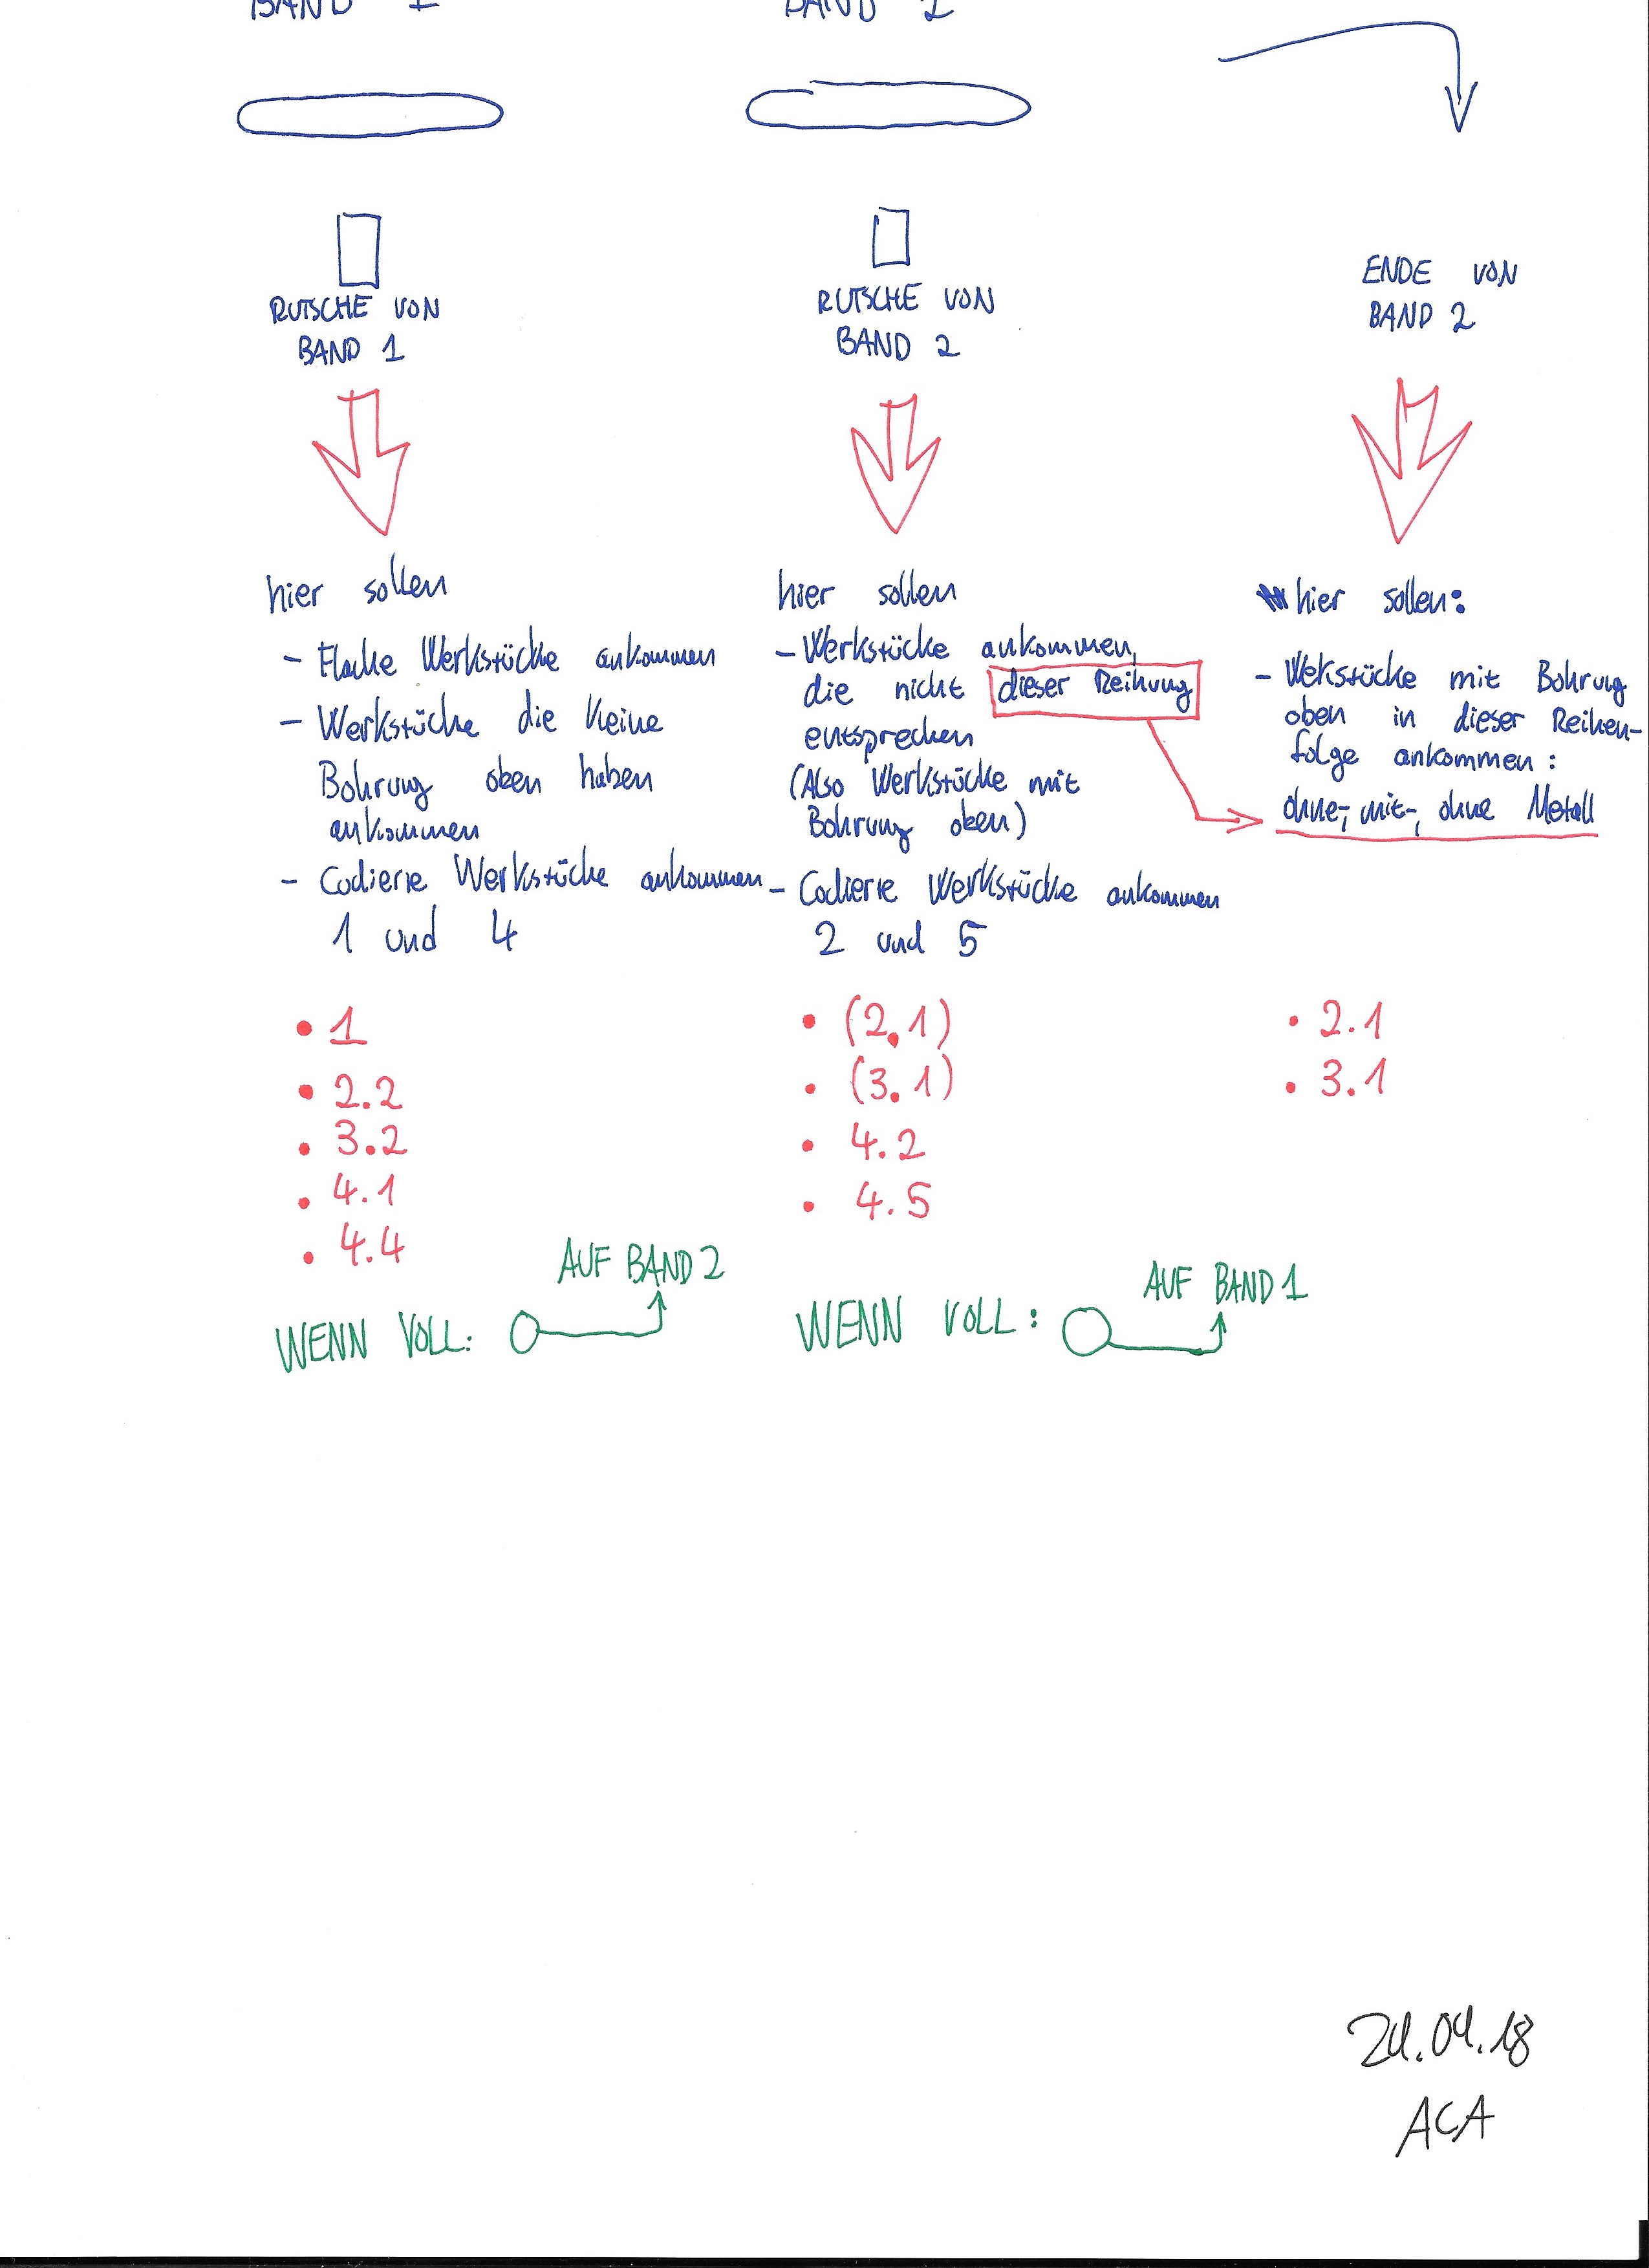 BAND 1
BAND 2
RUTSCHE VON
BAND 1
RUTSCHE VON
BAND 2
ENDE VON
BAND 2
hier sollen
- Flache Werkstücke ankommen
- Werkstücke die keine
Bohrung oben haben
ankommen
- Codierte Werkstücke ankommen
1 und 4
• 1
• 2.2
• 3.2
• 4.1
• 4.4
WENN VOLL:
AUF BAND 2
hier sollen
- Werkstücke ankommen,
die nicht dieser Reihung
entsprechen
(Also Werkstücke mit
Bohrung oben)
- Codierte Werkstücke ankommen
2 und 5
• (2.1)
• (3.1)
• 4.2
• 4.5
WENN VOLL:
AUF BAND 1
hier sollen:
- Wekstücke mit Bohrung
oben in dieser Reihen-
folge ankommen:
ohne-, mit-, ohne Metall
• 2.1
• 3.1
24.04.18
ACA